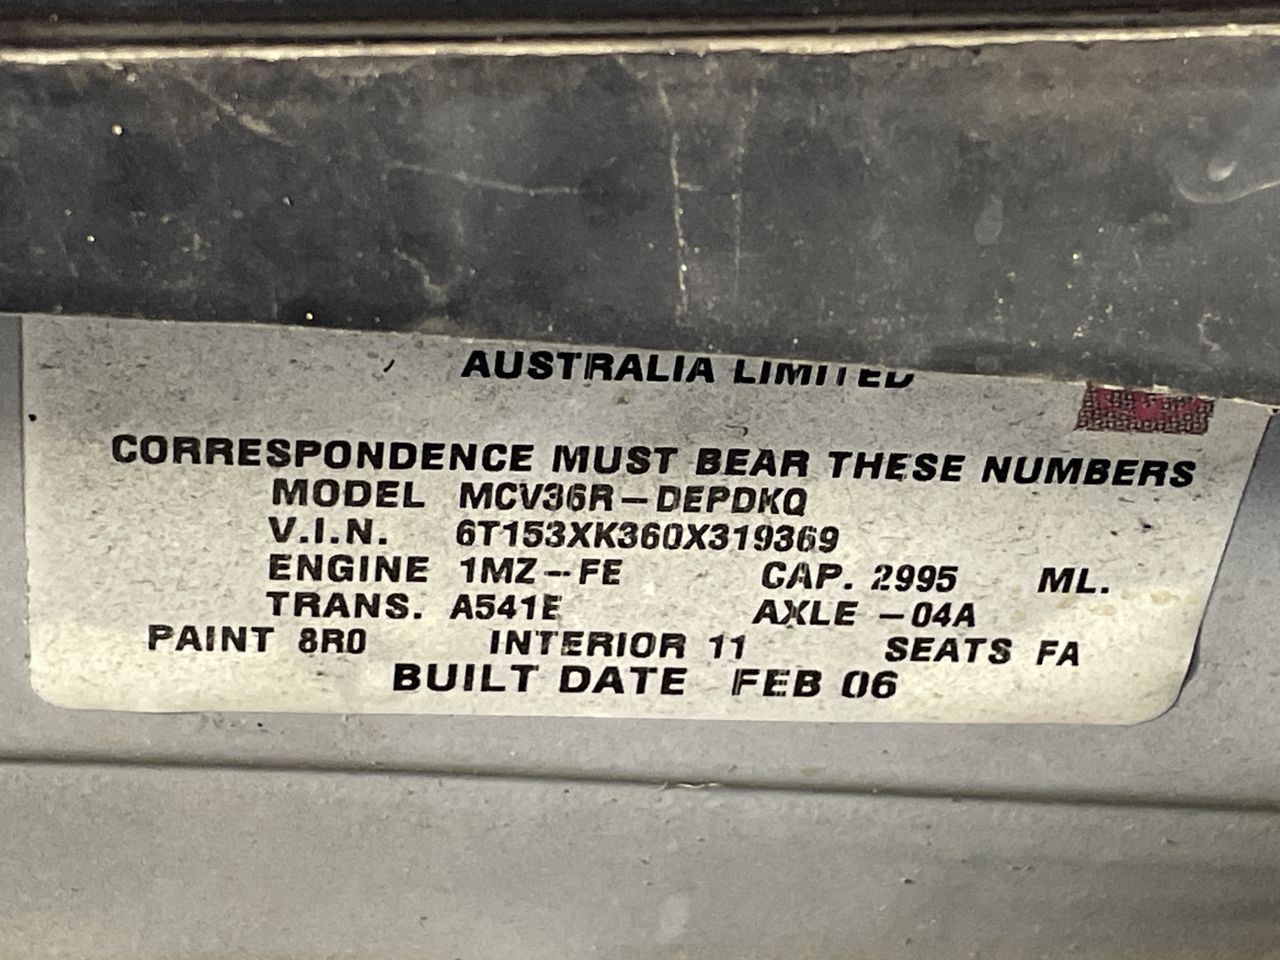 AUSTRALIA LIMITED
CORRESPONDENCE MUST BEAR THESE NUMBERS
MODEL MCV36R-DEPDKQ
V.I.N. 6T153XK360X319369
ENGINE 1MZ-FE CAP. 2995 ML.
TRANS. A541E AXLE -04A
PAINT 8R0 INTERIOR 11 SEATS FA
BUILT DATE FEB 06